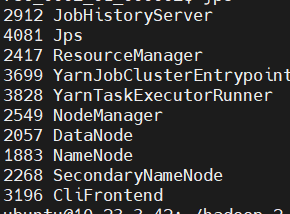 2912 JobHistoryServer
4081 Jps
2417 ResourceManager
3699 YarnJobClusterEntrypoint
3828 YarnTaskExecutorRunner
2549 NodeManager
2057 DataNode
1883 NameNode
2268 SecondaryNameNode
3196 CliFrontend